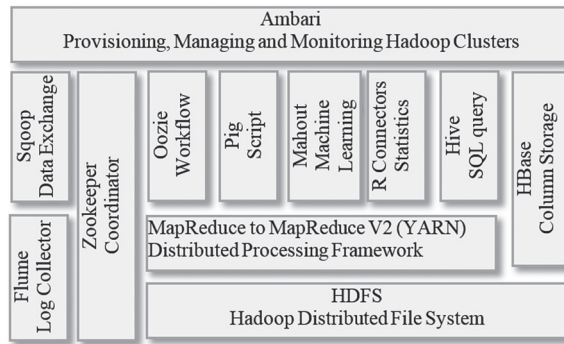 Ambari
Provisioning, Managing and Monitoring Hadoop Clusters
Sqoop
Data Exchange
Zookeeper
Coordinator
Oozie
Workflow
Pig
Script
Mahout
Machine
Learning
R Connectors
Statistics
Hive
SQL query
HBase
Column Storage
Flume
Log Collector
MapReduce to MapReduce V2 (YARN)
Distributed Processing Framework
HDFS
Hadoop Distributed File System